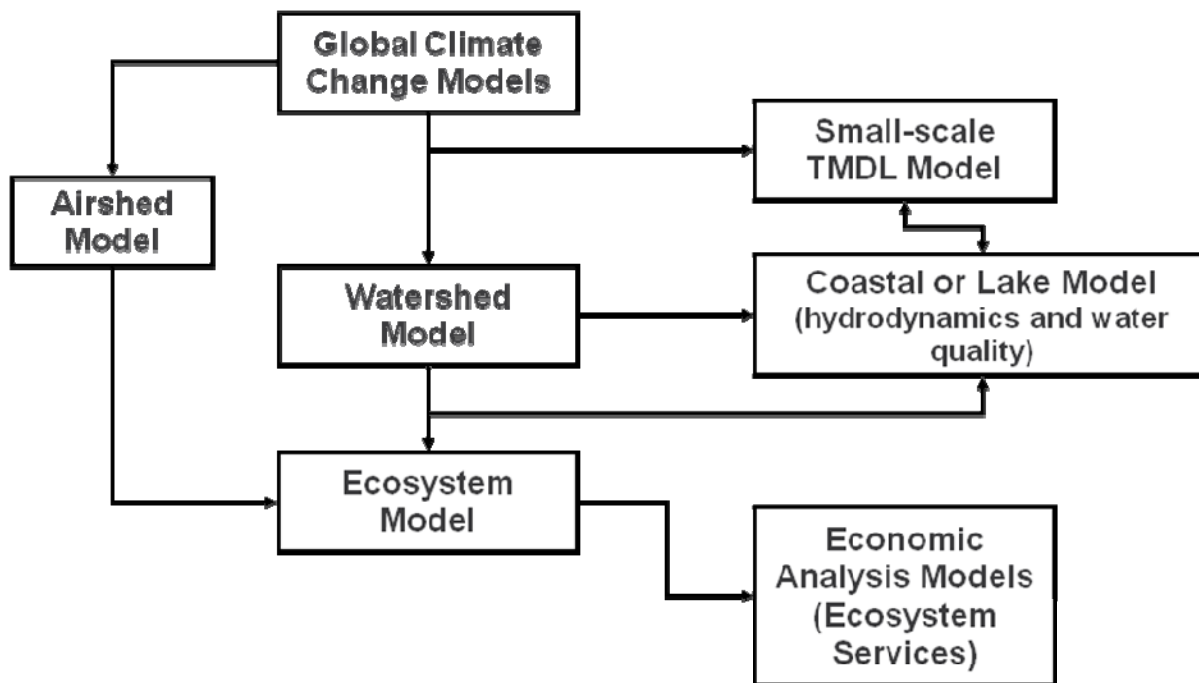 Global Climate
Change Models
Small-scale
TMDL Model
Airshed
Model
Watershed
Model
Coastal or Lake Model
(hydrodynamics and water
quality)
Ecosystem
Model
Economic
Analysis Models
(Ecosystem
Services)